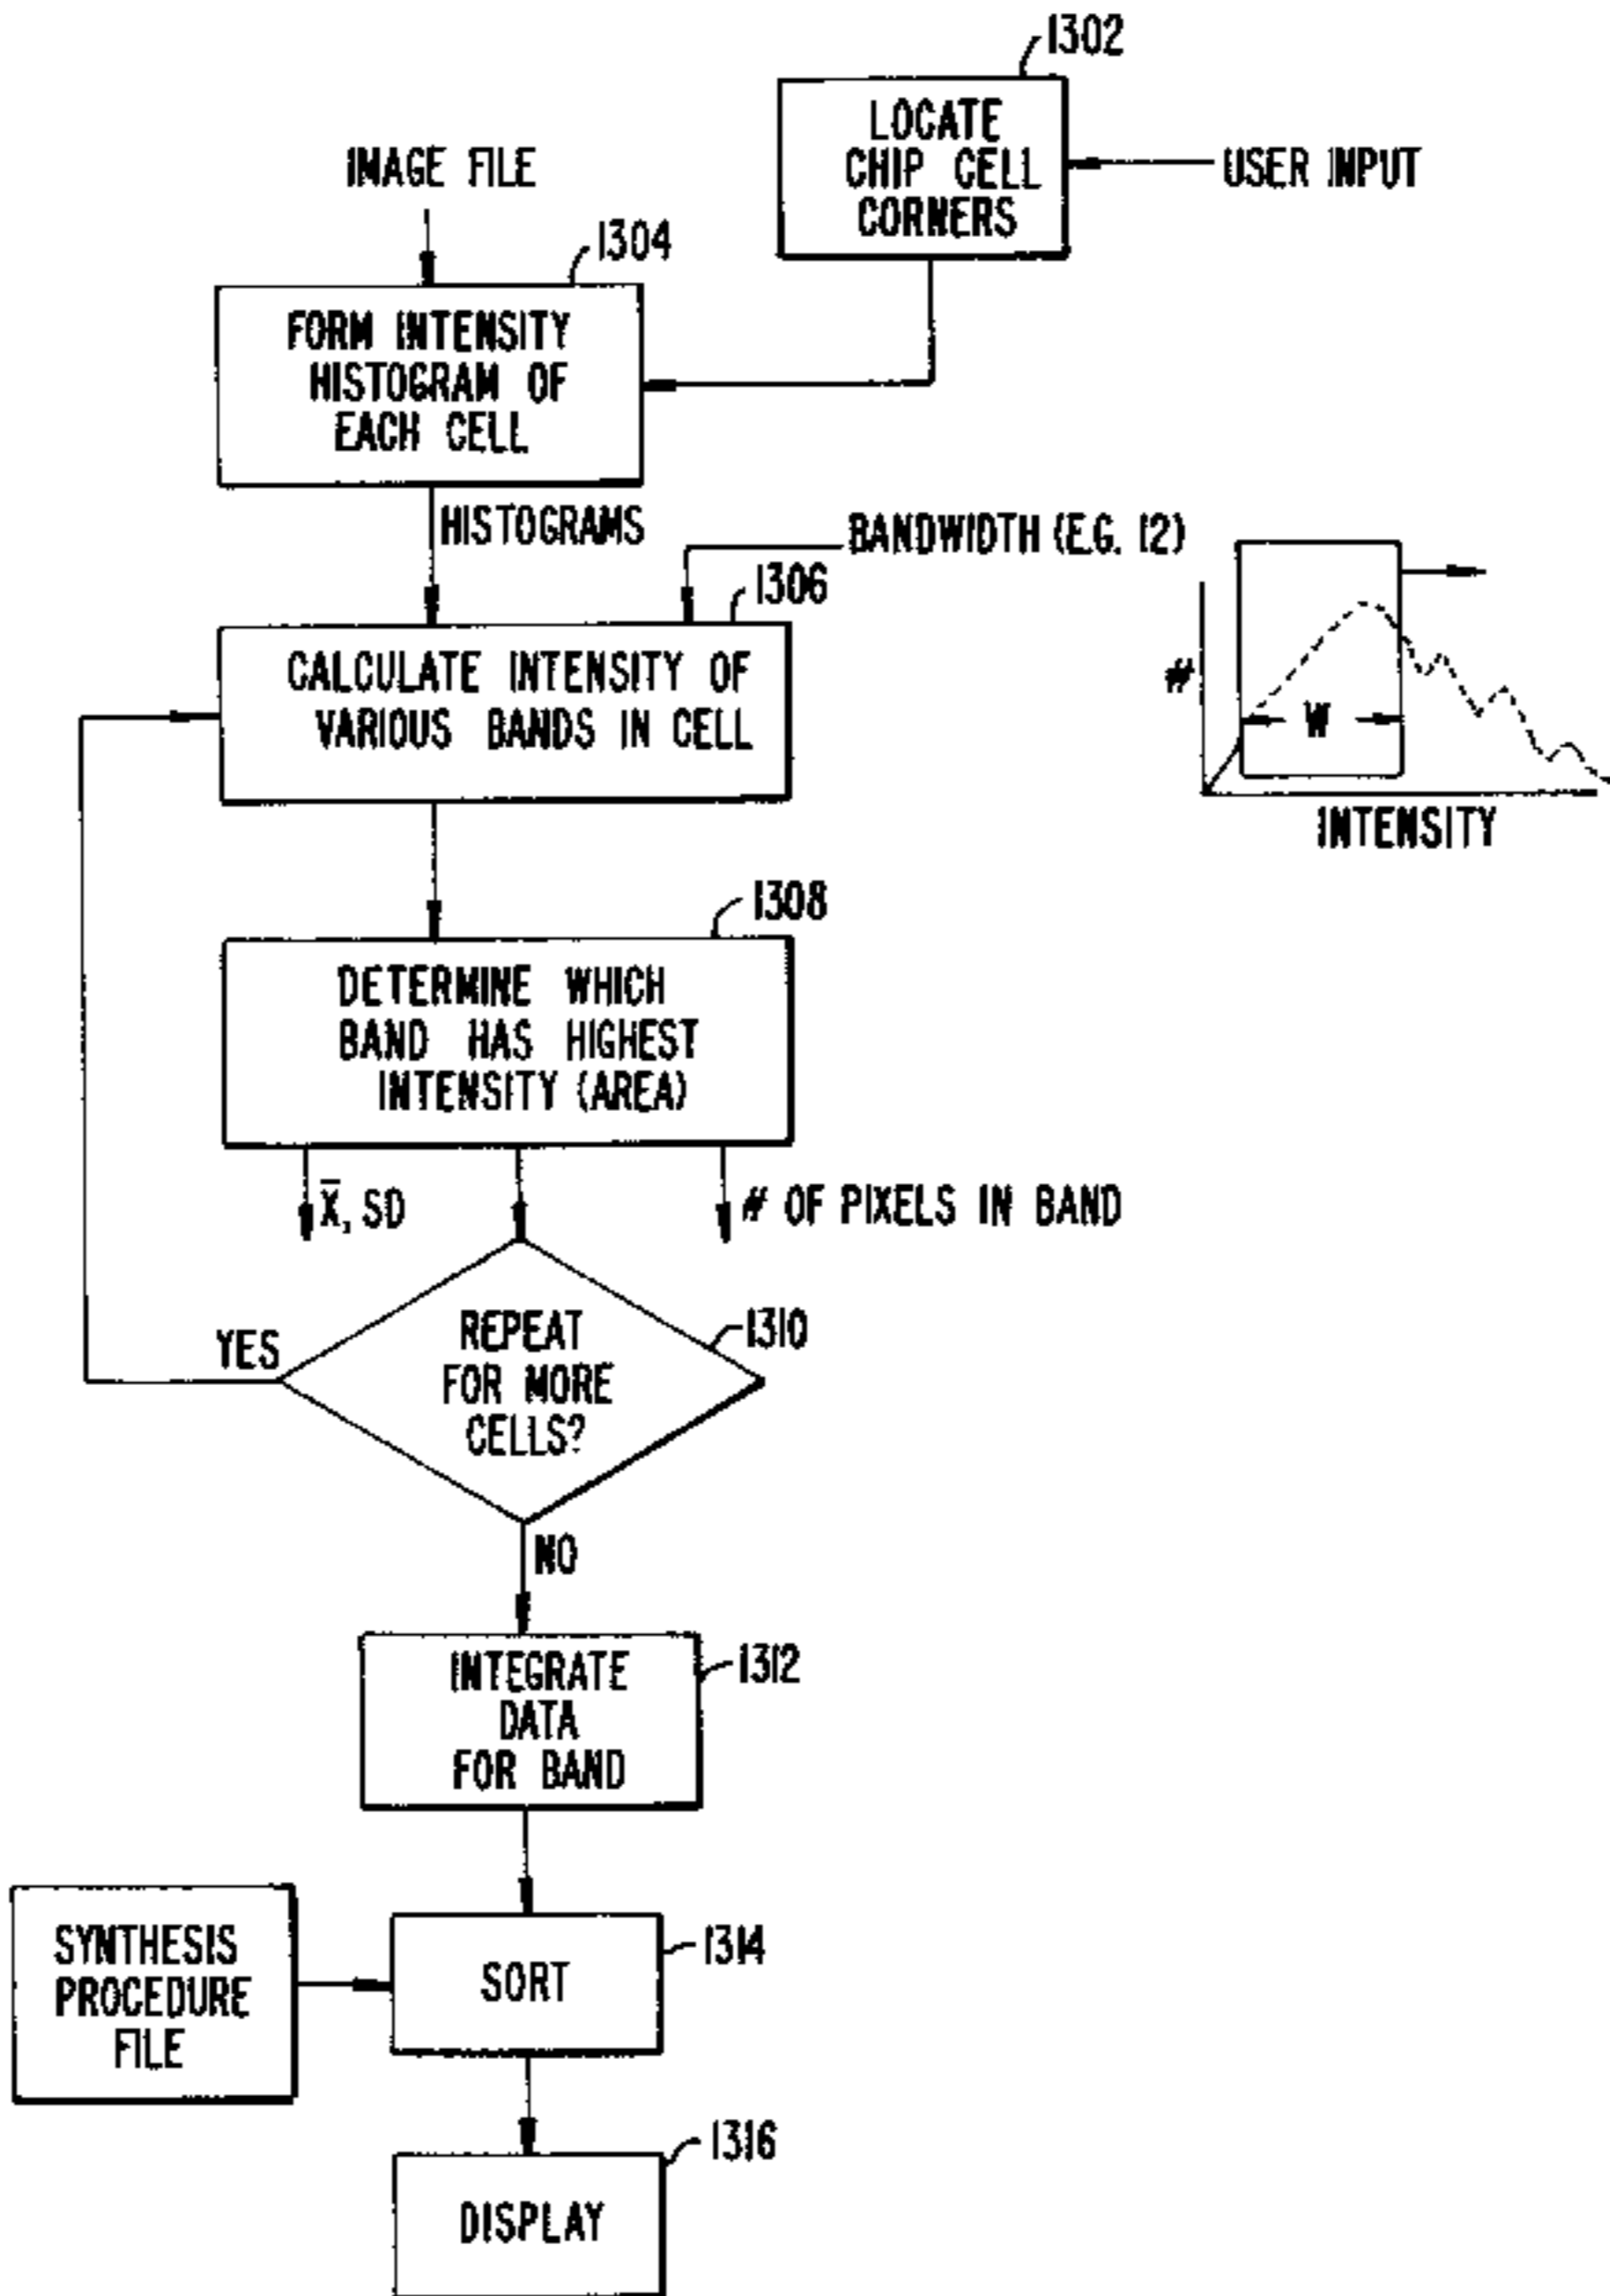 1302
LOCATE
CHIP CELL
CORNERS
USER INPUT
IMAGE FILE
1304
FORM INTENSITY
HISTOGRAM OF
EACH CELL
HISTOGRAMS
BANDWIDTH (E.G. 12)
1306
CALCULATE INTENSITY OF
VARIOUS BANDS IN CELL
#
W
INTENSITY
1308
DETERMINE WHICH
BAND HAS HIGHEST
INTENSITY (AREA)
X̅, SD
# OF PIXELS IN BAND
1310
REPEAT
FOR MORE
CELLS?
YES
NO
1312
INTEGRATE
DATA
FOR BAND
SYNTHESIS
PROCEDURE
FILE
1314
SORT
1316
DISPLAY